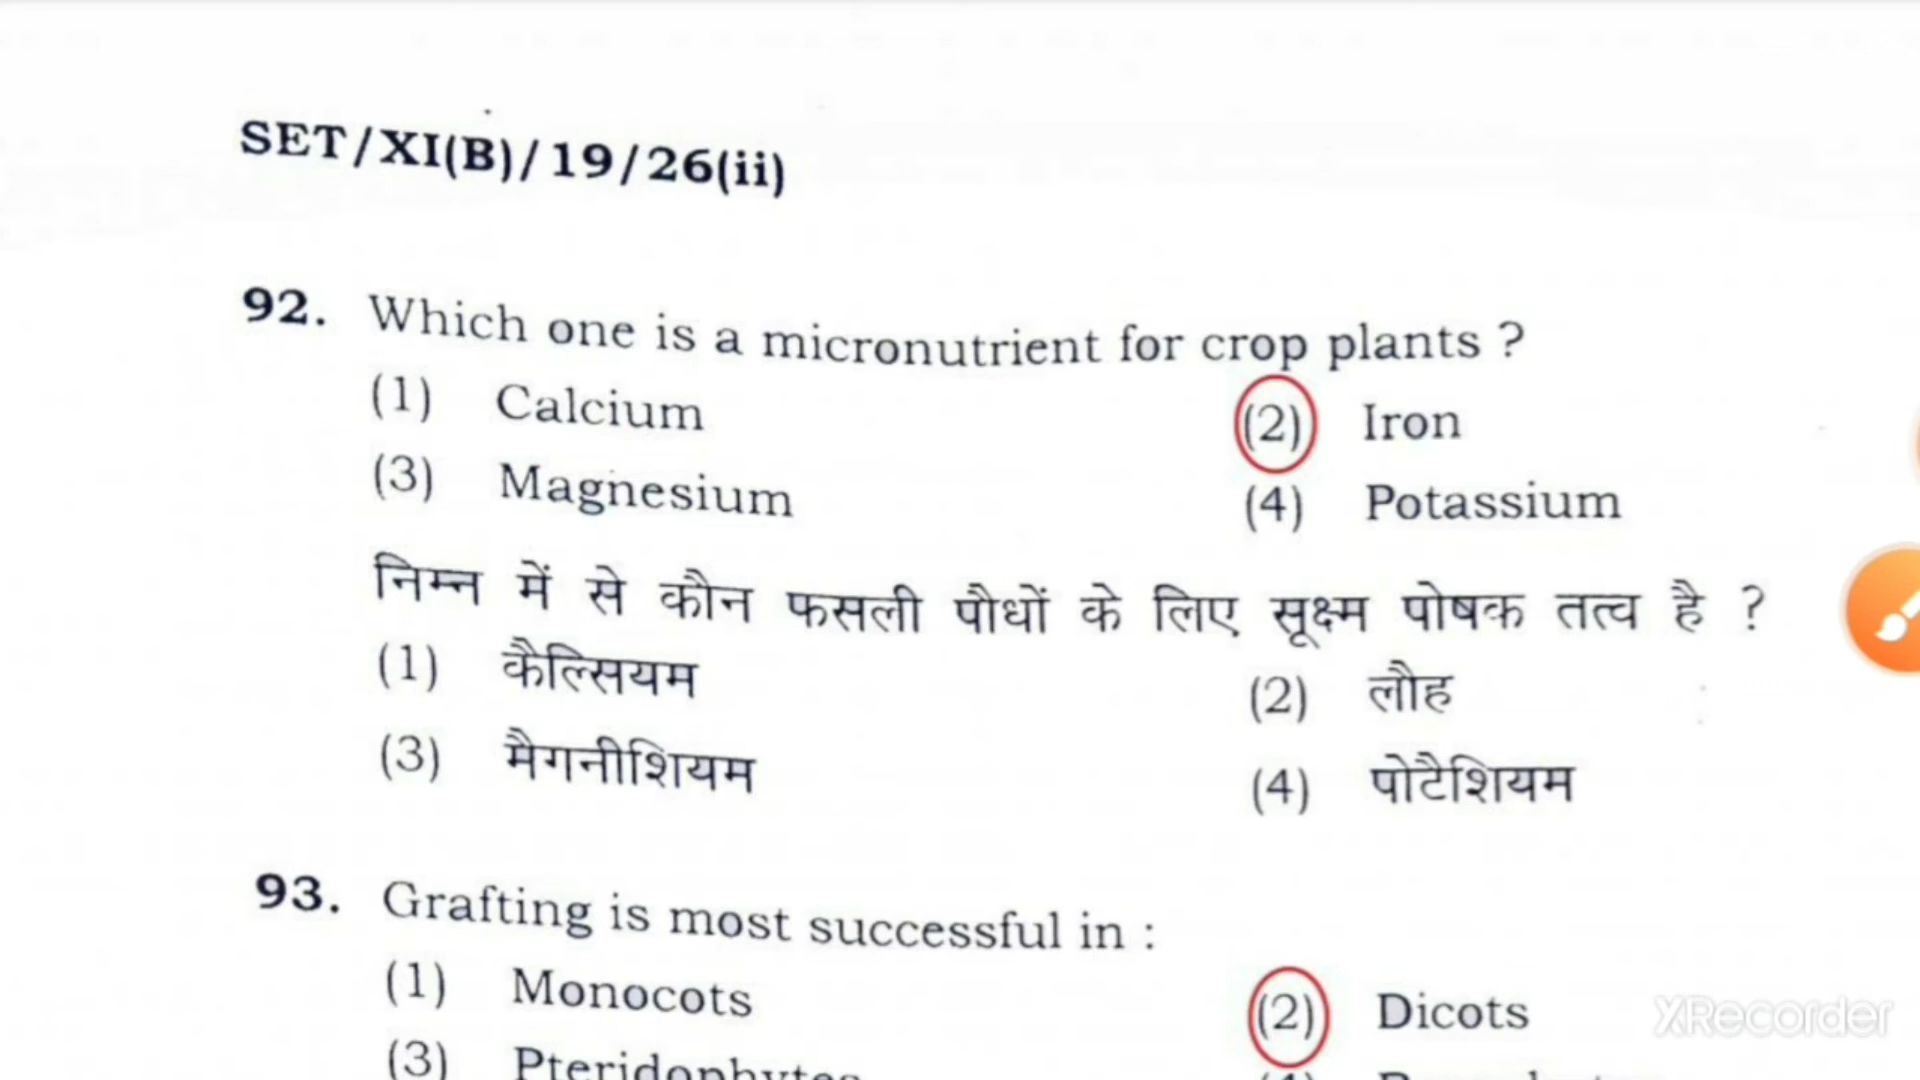 SET/XI(B)/19/26(ii)
92. Which one is a micronutrient for crop plants ?
(1) Calcium (2) Iron
(3) Magnesium (4) Potassium
निम्न में से कौन फसली पौधों के लिए सूक्ष्म पोषक तत्व है ?
(1) कैल्सियम (2) लौह
(3) मैगनीशियम (4) पोटैशियम
93. Grafting is most successful in :
(1) Monocots (2) Dicots
(3) Pteridophytes
XRecorder